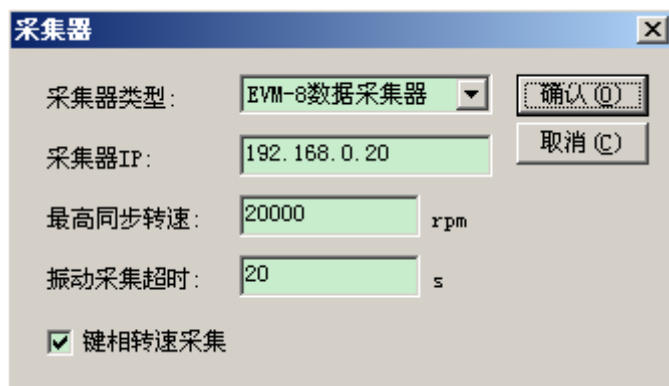 采集器
采集器类型: EVM-8数据采集器 确认(O)
采集器IP: 192.168.0.20 取消(C)
最高同步转速: 20000 rpm
振动采集超时: 20 s
键相转速采集